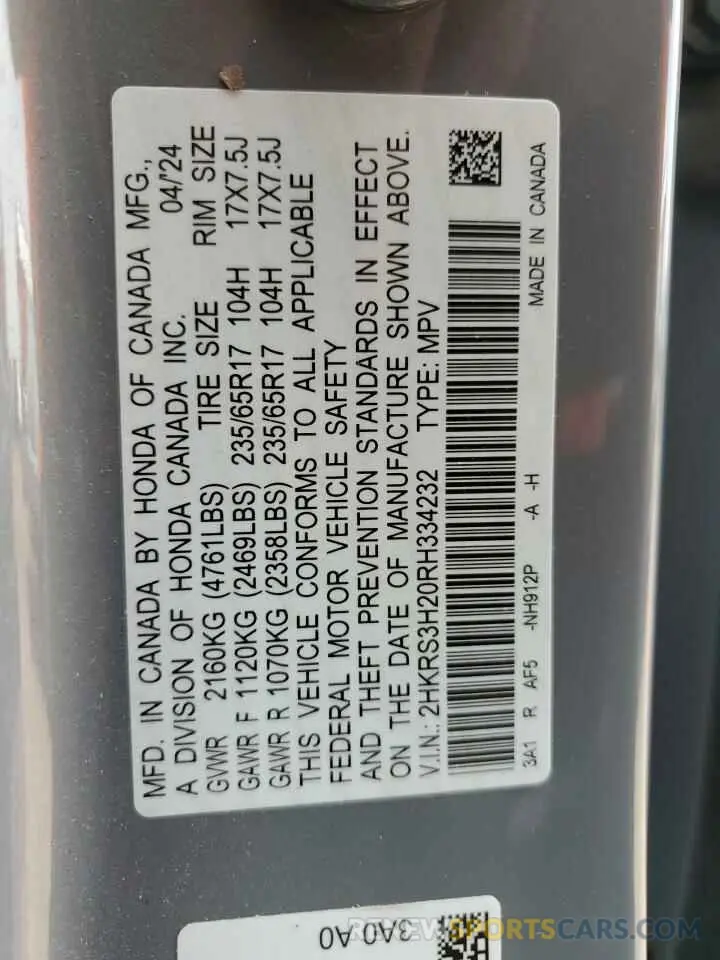 MFD. IN CANADA BY HONDA OF CANADA MFG.,
A DIVISION OF HONDA CANADA INC. 04/'24
GVWR 2160KG (4761LBS) TIRE SIZE RIM SIZE
GAWR F 1120KG (2469LBS) 235/65R17 104H 17X7.5J
GAWR R 1070KG (2358LBS) 235/65R17 104H 17X7.5J
THIS VEHICLE CONFORMS TO ALL APPLICABLE
FEDERAL MOTOR VEHICLE SAFETY
AND THEFT PREVENTION STANDARDS IN EFFECT
ON THE DATE OF MANUFACTURE SHOWN ABOVE.
V.I.N.: 2HKRS3H20RH334232 TYPE: MPV
3A1 R AF5 -NH912P -A -H MADE IN CANADA
3A0 A0
RENEWSPORTSCARS.COM